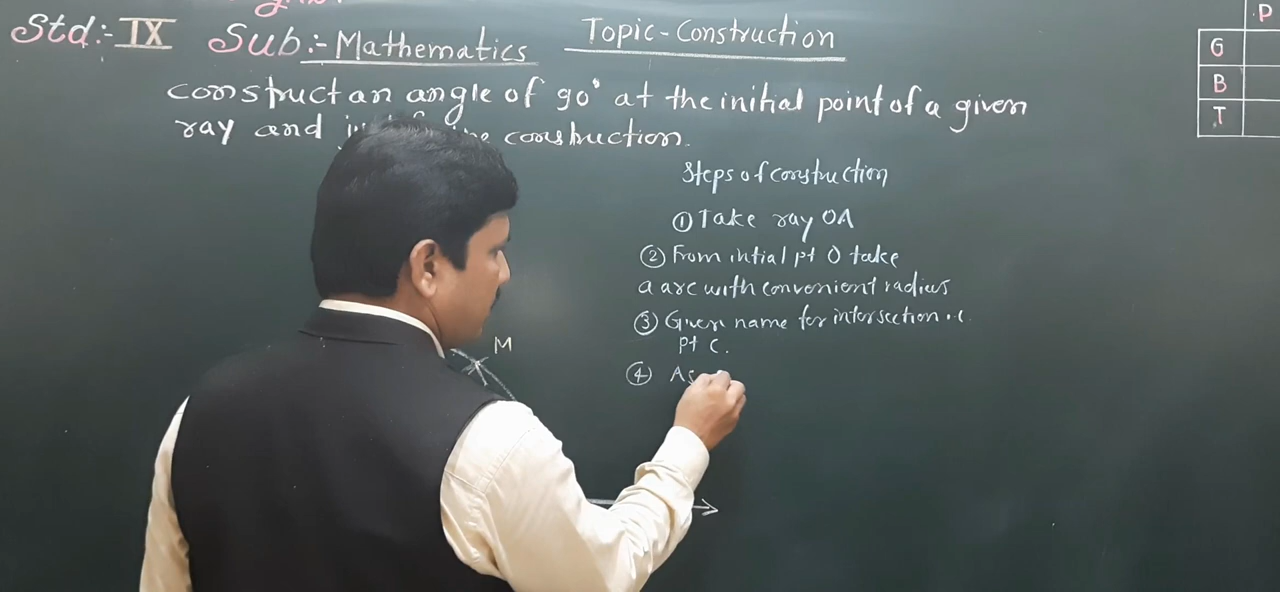 Std:- IX Sub:- Mathematics Topic - Construction
construct an angle of 90° at the initial point of a given
ray and construction.
Steps of construction
① Take ray OA
② From intial pt O take
a arc with convenient radius
③ Given name for intersection i.e.
pt C.
④ As
M
P
G
B
T